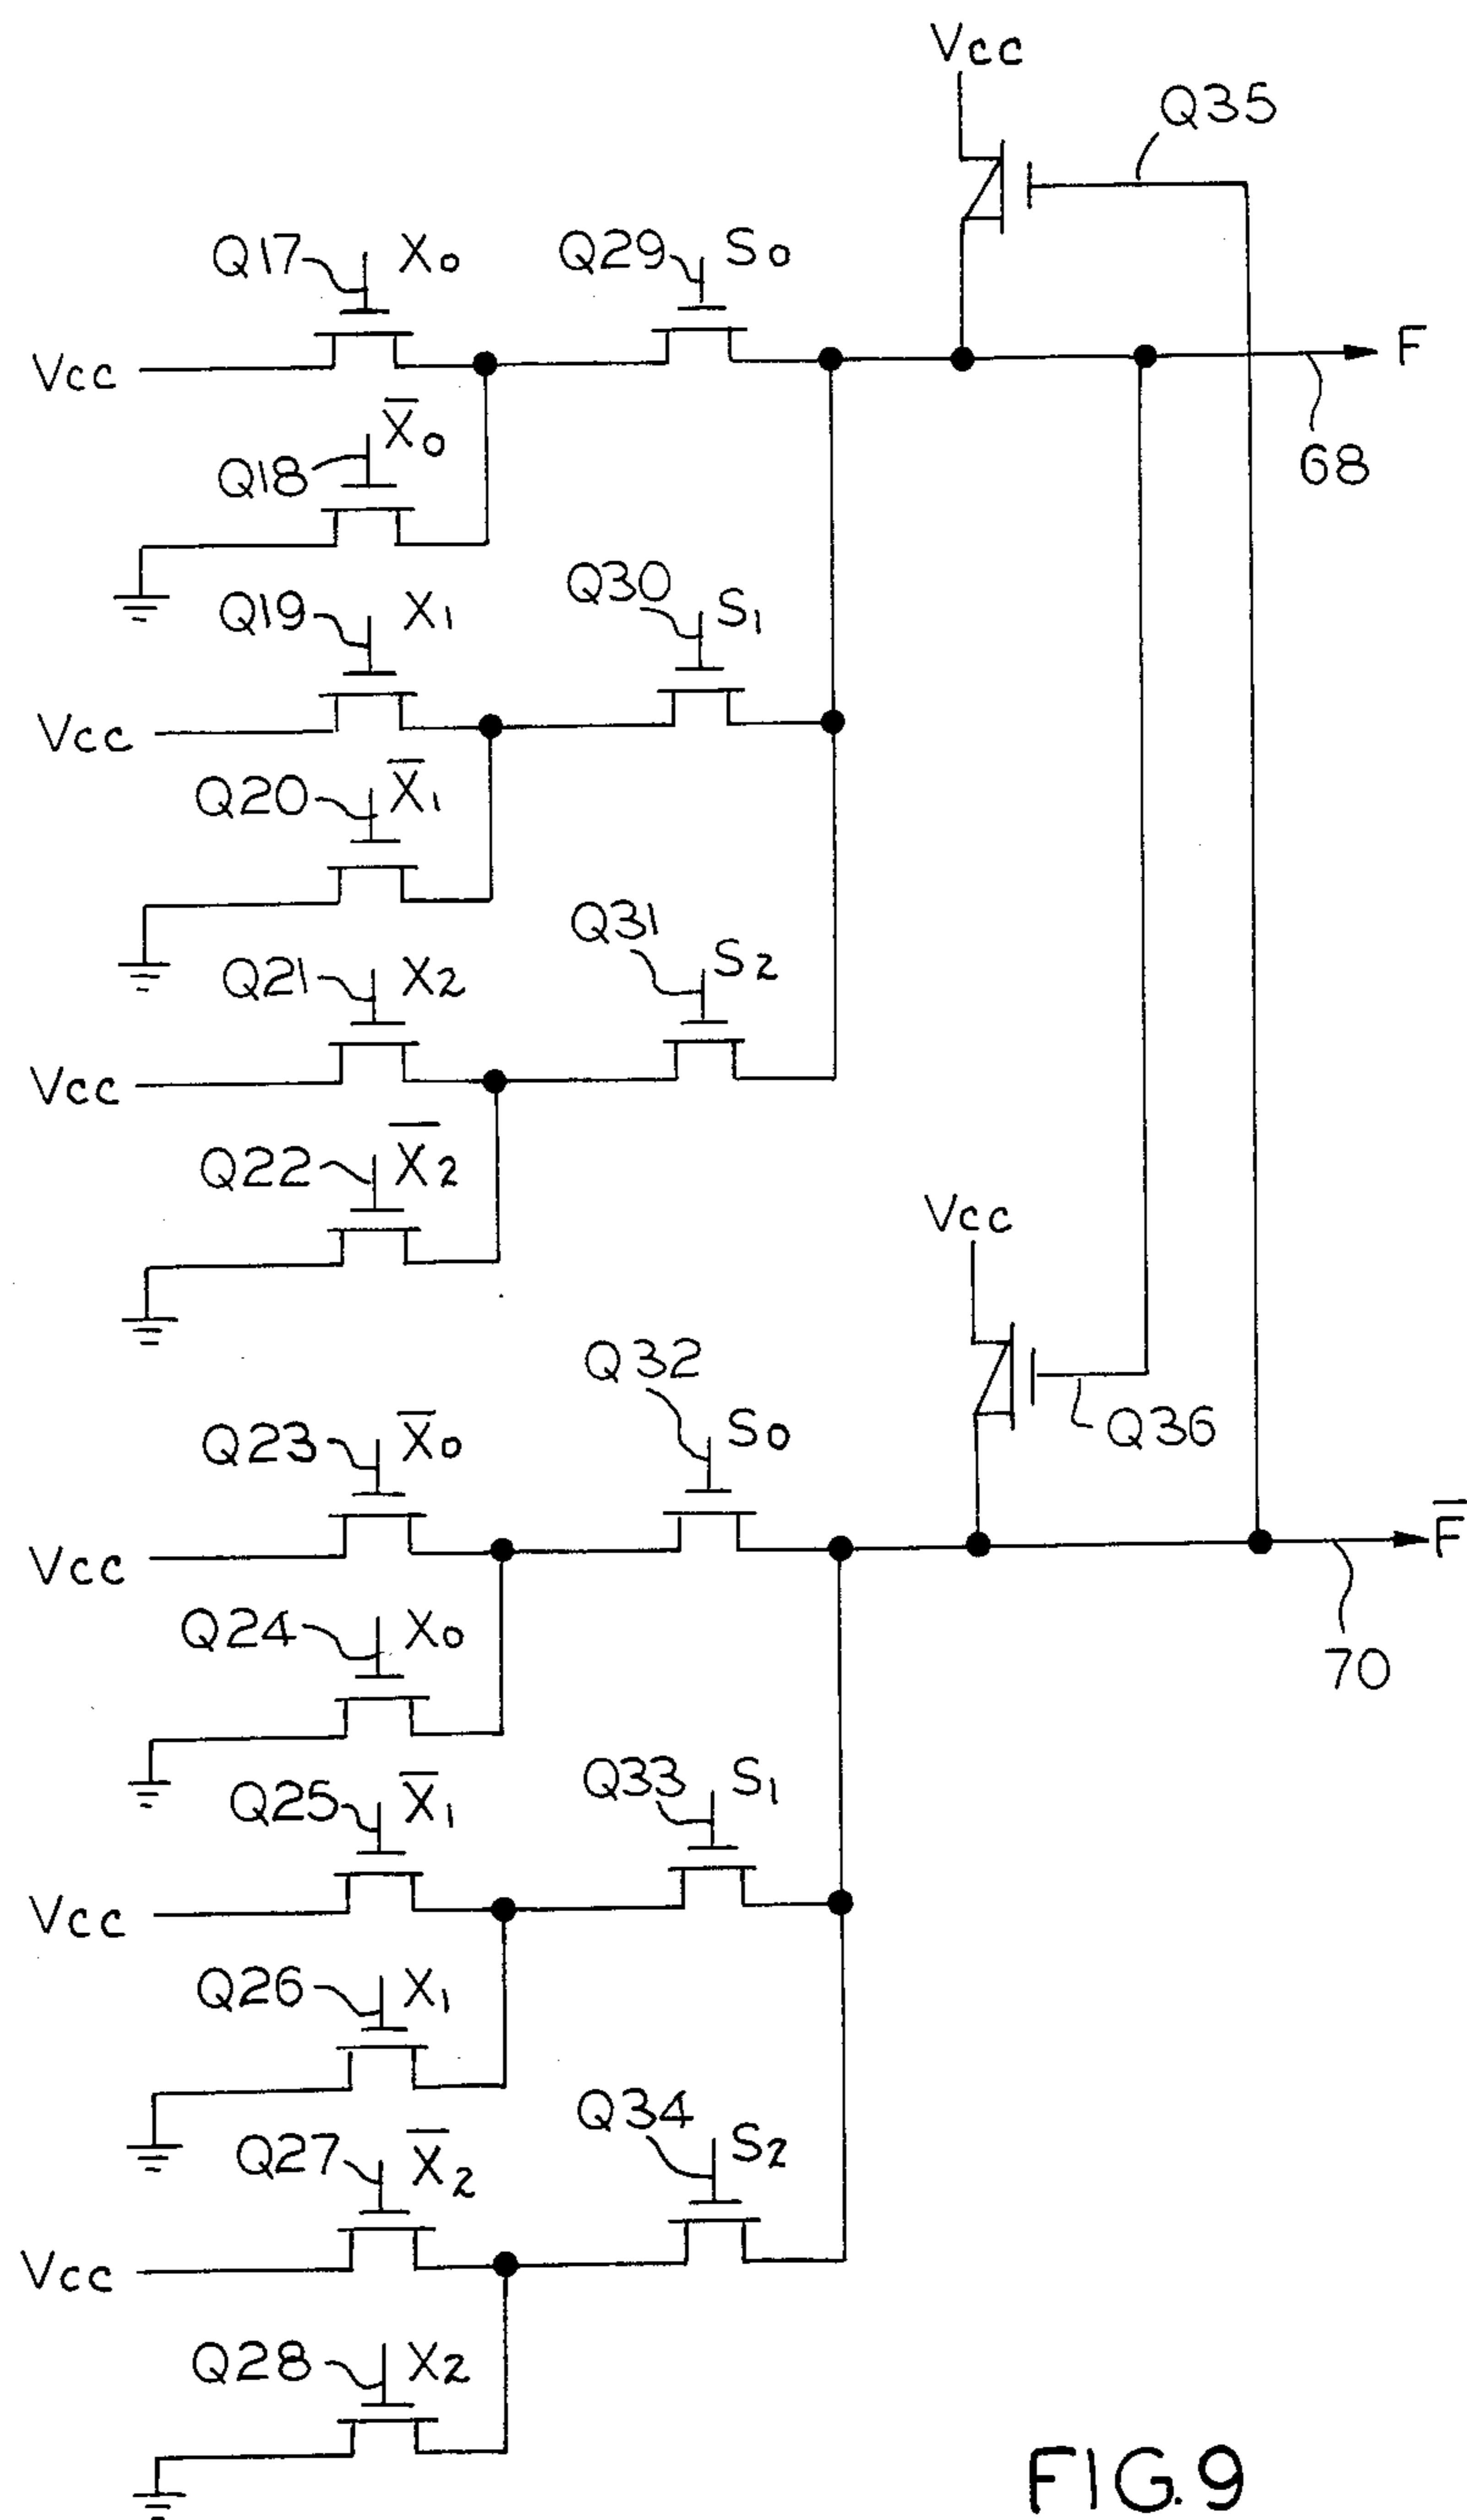 Vcc
Q35
Q17 X0 Q29 S0
Vcc F
X̅0
Q18 68
Q30
Q19 X1 S1
Vcc
Q20 X̅1
Q31
Q21 X2 S2
Vcc
Q22 X̅2
Vcc
Q32
Q36
Q23 X̅0 S0
Vcc F̅
Q24 X0
70
Q33 S1
Q25 X̅1
Vcc
Q26 X1
Q34
Q27 X̅2 S2
Vcc
Q28 X2
FIG.9